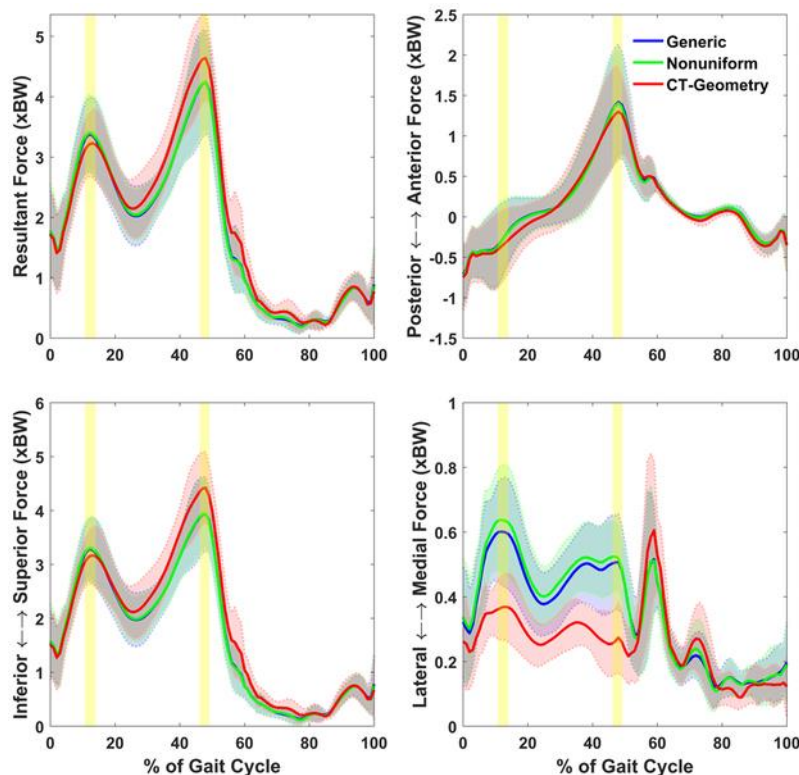 Resultant Force (xBW)
5
4
3
2
1
0
0 20 40 60 80 100
Posterior ←→ Anterior Force (xBW)
2.5
2
1.5
1
0.5
0
-0.5
-1
-1.5
0 20 40 60 80 100
Generic
Nonuniform
CT-Geometry
Inferior ←→ Superior Force (xBW)
6
5
4
3
2
1
0
0 20 40 60 80 100
% of Gait Cycle
Lateral ←→ Medial Force (xBW)
1
0.8
0.6
0.4
0.2
0
0 20 40 60 80 100
% of Gait Cycle